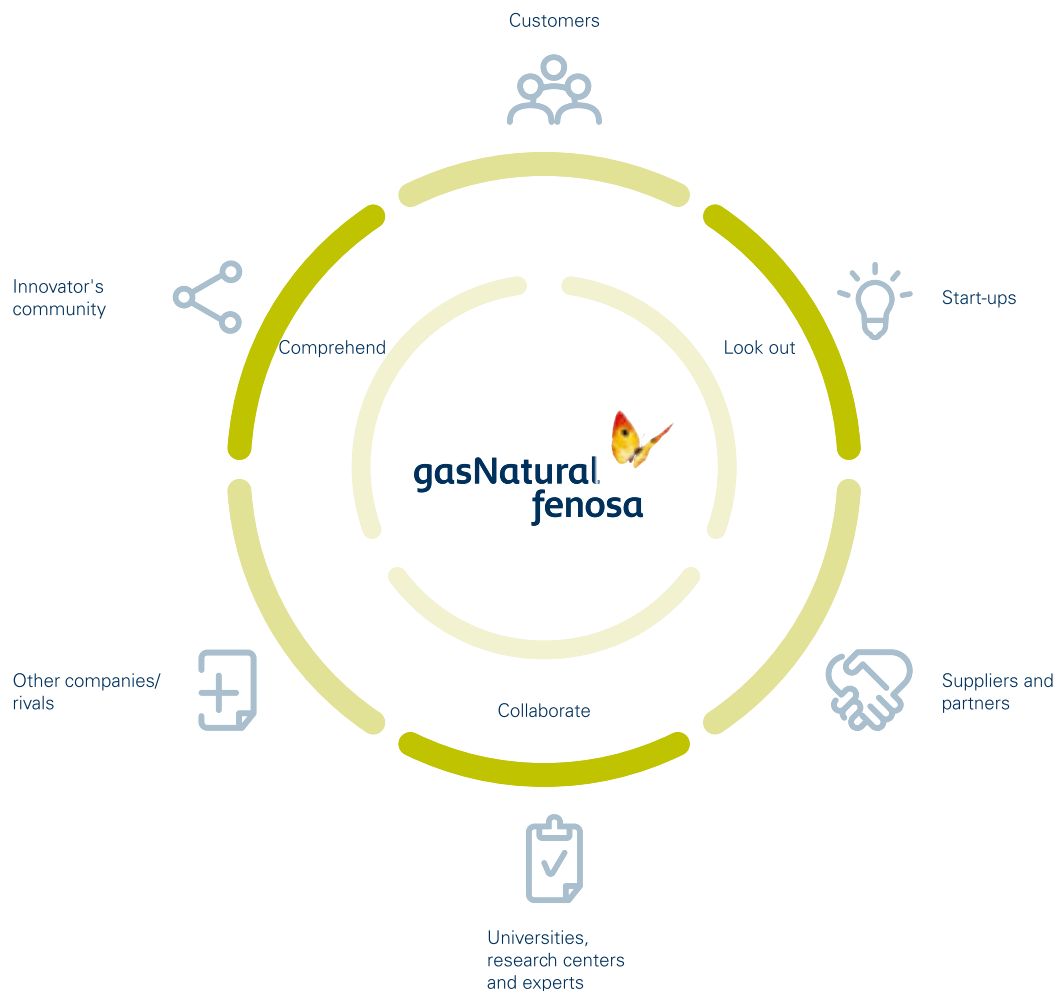 Customers
Innovator's
community
Start-ups
Comprehend
Look out
gasNatural
fenosa
Other companies/
rivals
Suppliers and
partners
Collaborate
Universities,
research centers
and experts